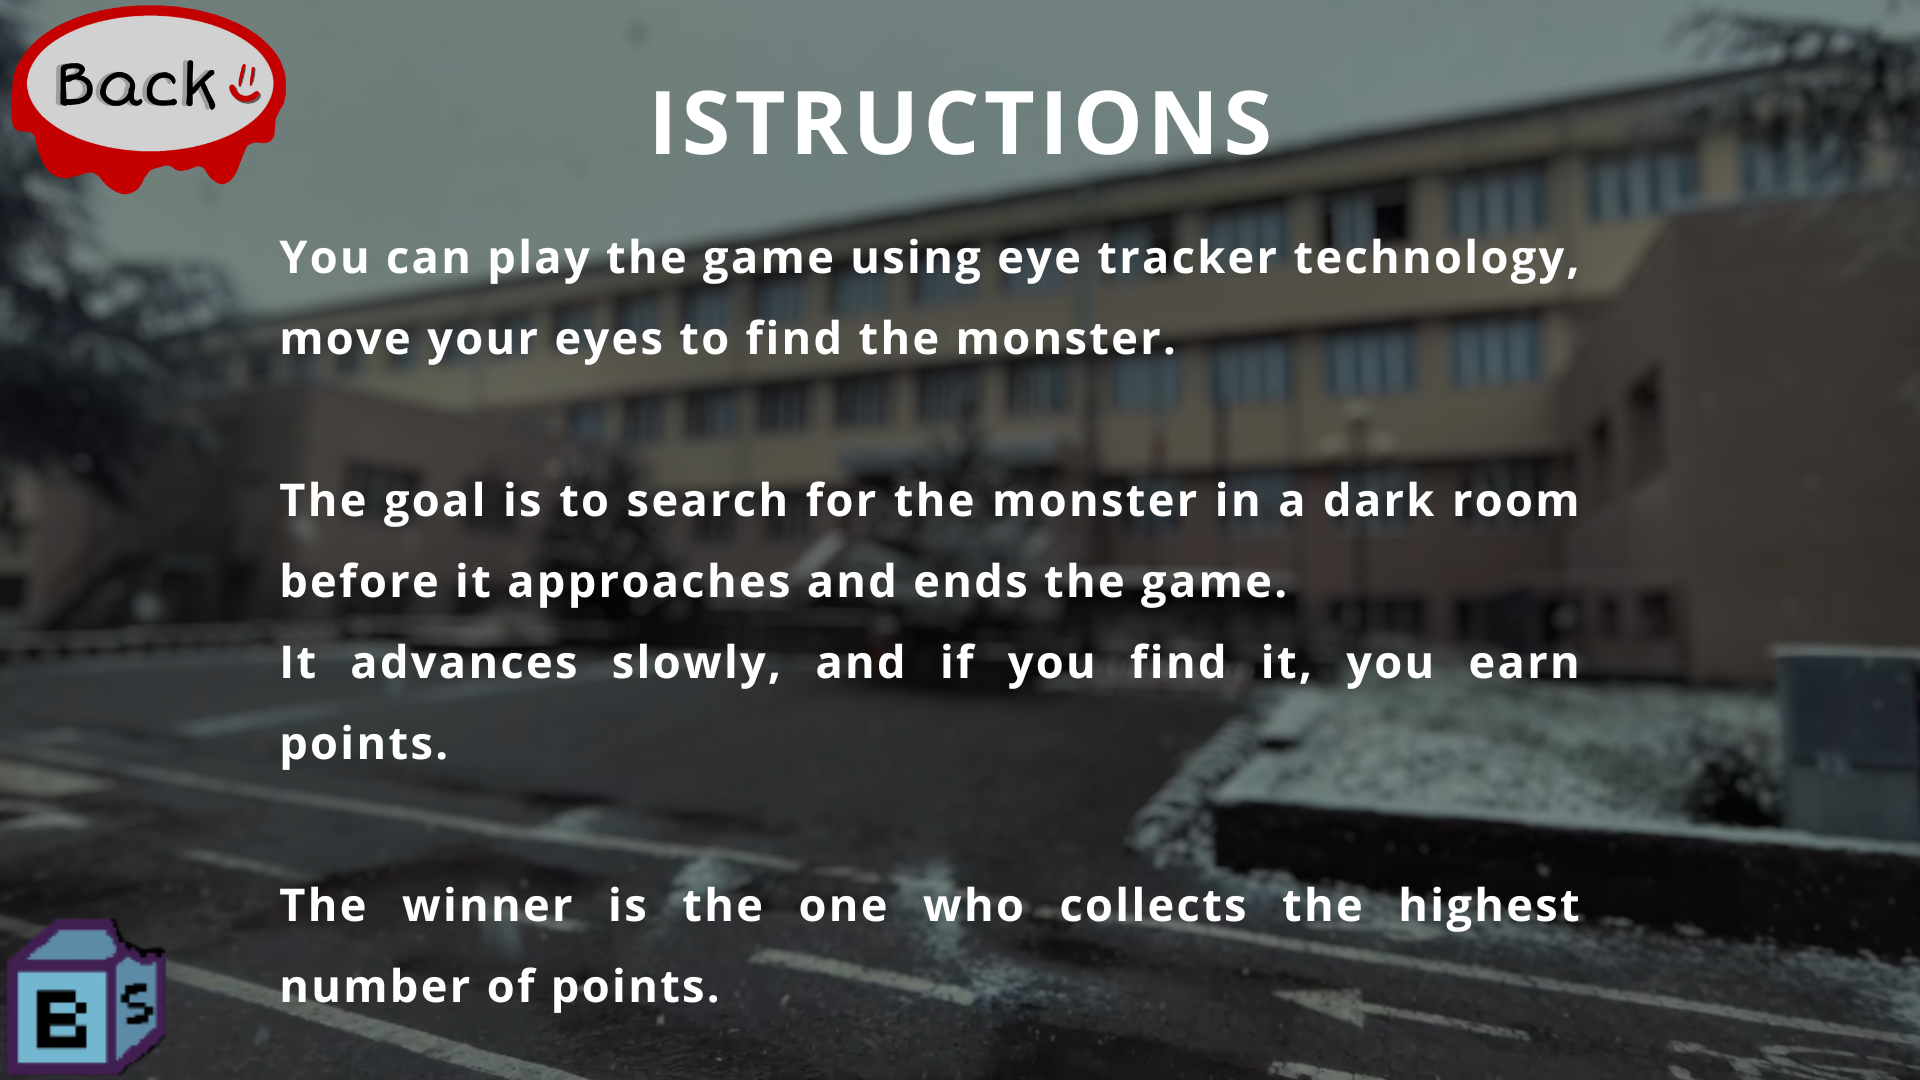 Back
ISTRUCTIONS
You can play the game using eye tracker technology,
move your eyes to find the monster.
The goal is to search for the monster in a dark room
before it approaches and ends the game.
It advances slowly, and if you find it, you earn
points.
The winner is the one who collects the highest
number of points.
B S